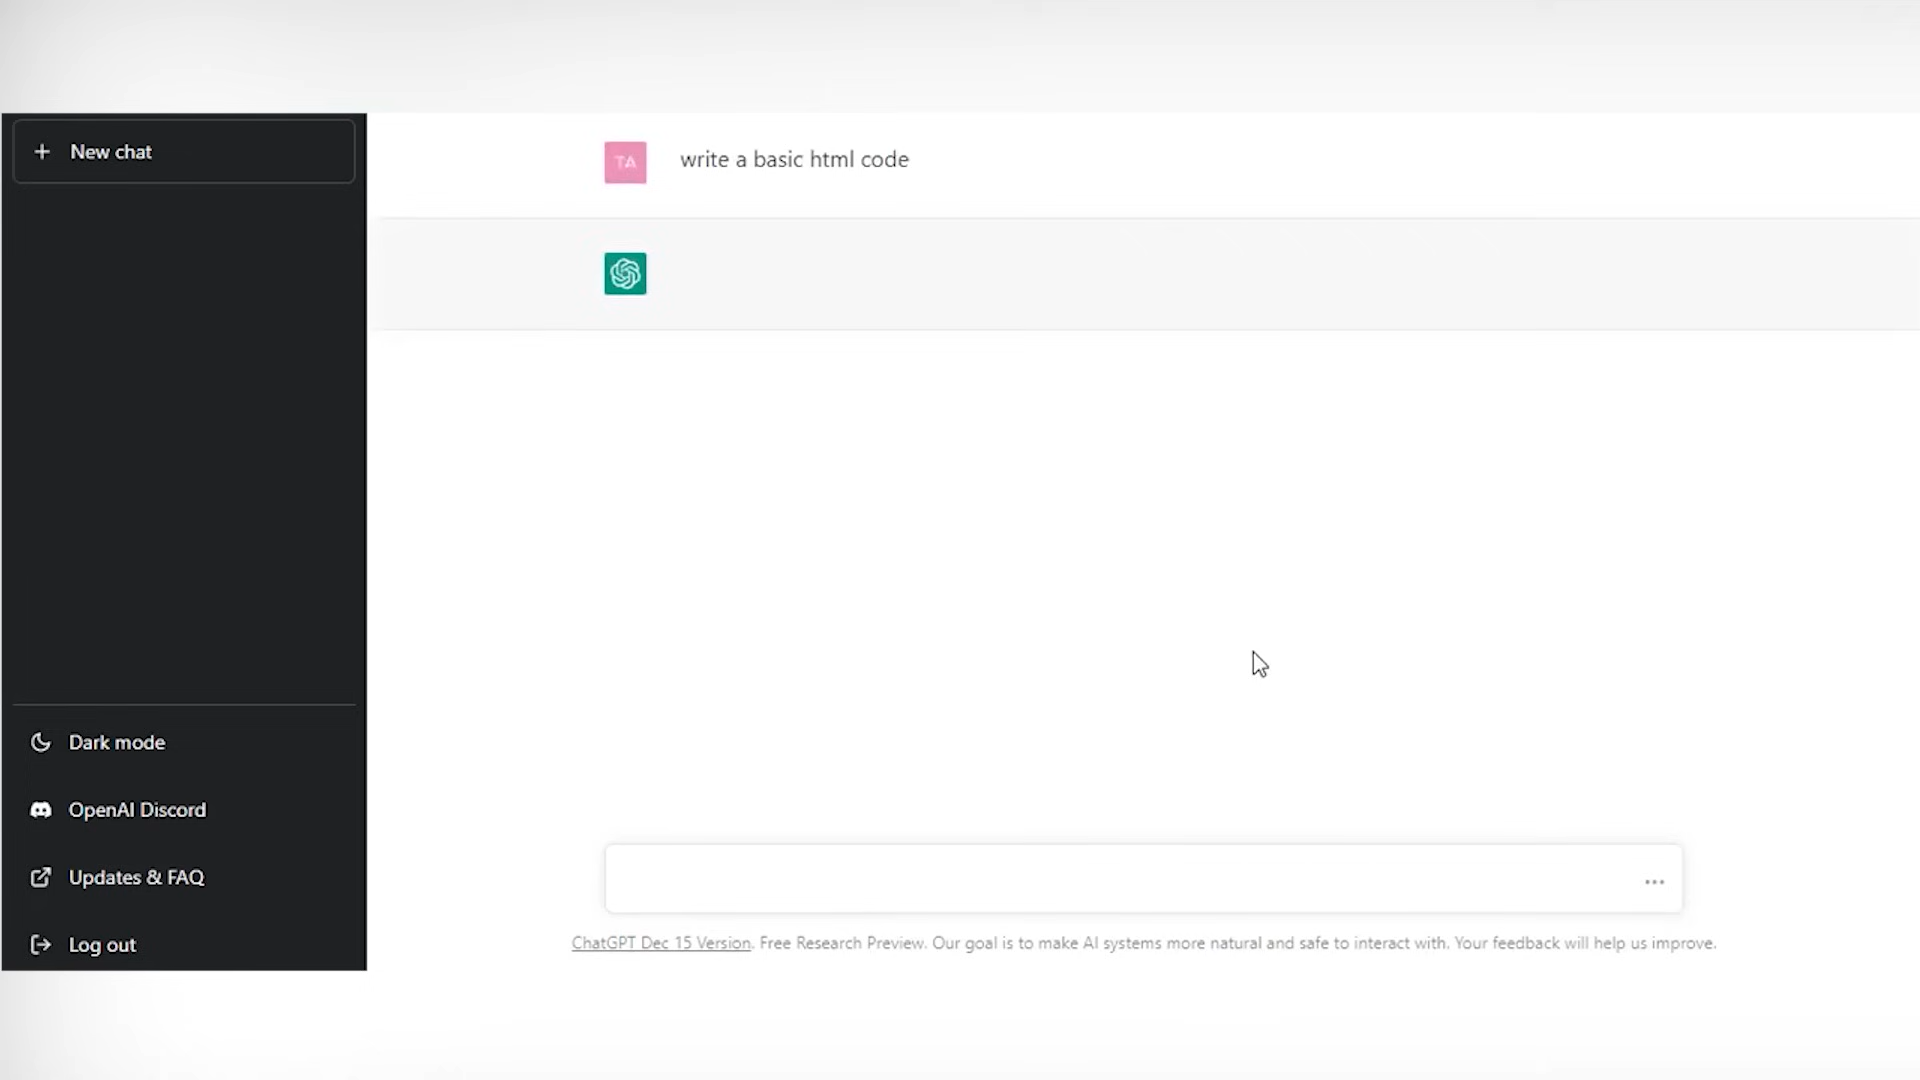 New chat
TA
write a basic html code
Dark mode
OpenAI Discord
Updates & FAQ
Log out
ChatGPT Dec 15 Version. Free Research Preview. Our goal is to make AI systems more natural and safe to interact with. Your feedback will help us improve.